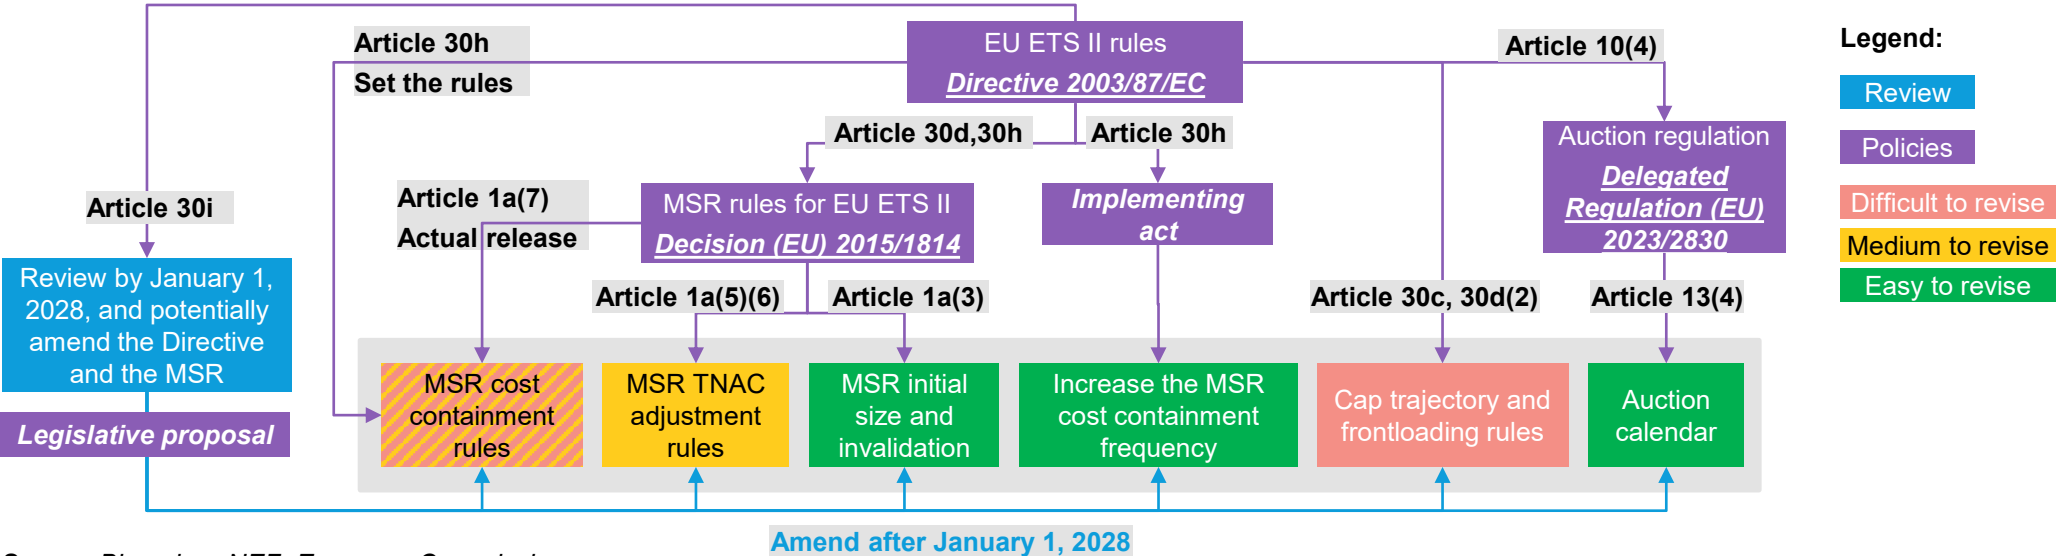 Article 30h
Set the rules
EU ETS II rules
Directive 2003/87/EC
Article 10(4)
Legend:
Review
Policies
Difficult to revise
Medium to revise
Easy to revise
Article 30d,30h
Article 30h
Auction regulation
Delegated
Regulation (EU)
2023/2830
Article 30i
Article 1a(7)
Actual release
MSR rules for EU ETS II
Decision (EU) 2015/1814
Implementing
act
Review by January 1,
2028, and potentially
amend the Directive
and the MSR
Legislative proposal
Article 1a(5)(6)
Article 1a(3)
Article 30c, 30d(2)
Article 13(4)
MSR cost
containment
rules
MSR TNAC
adjustment
rules
MSR initial
size and
invalidation
Increase the MSR
cost containment
frequency
Cap trajectory and
frontloading rules
Auction
calendar
Amend after January 1, 2028